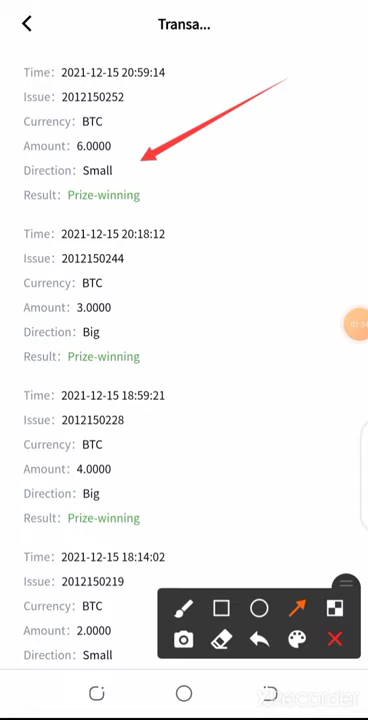 Transa...
Time: 2021-12-15 20:59:14
Issue: 2012150252
Currency: BTC
Amount: 6.0000
Direction: Small
Result: Prize-winning
Time: 2021-12-15 20:18:12
Issue: 2012150244
Currency: BTC
Amount: 3.0000
Direction: Big
Result: Prize-winning
Time: 2021-12-15 18:59:21
Issue: 2012150228
Currency: BTC
Amount: 4.0000
Direction: Big
Result: Prize-winning
Time: 2021-12-15 18:14:02
Issue: 2012150219
Currency: BTC
Amount: 2.0000
Direction: Small
XRecorder